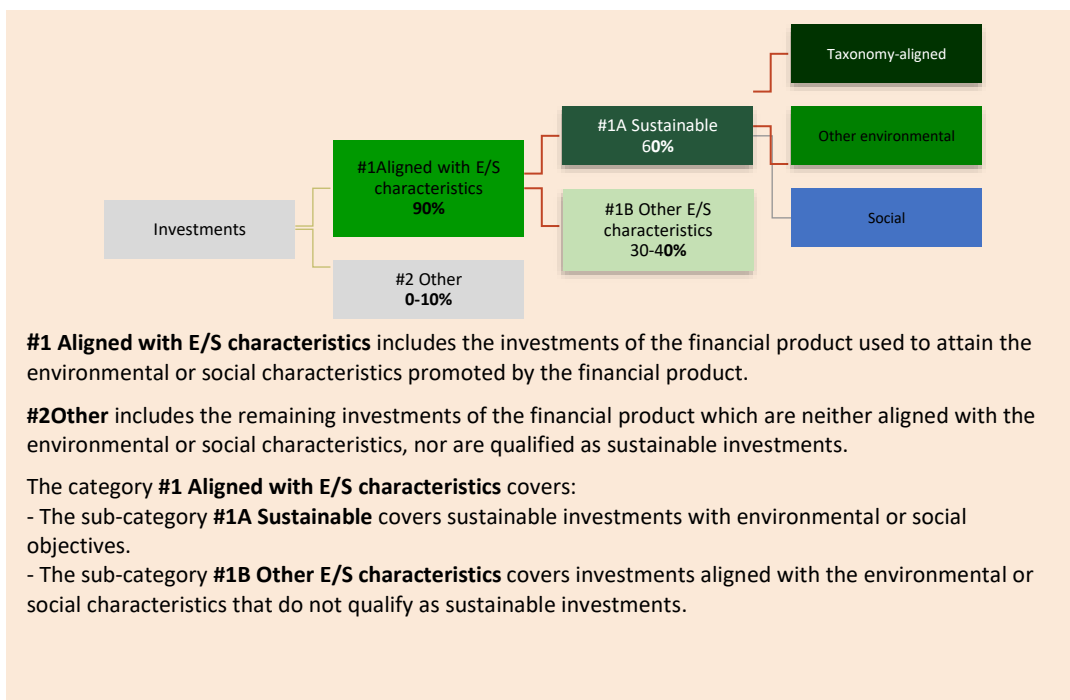 Investments
#1Aligned with E/S
characteristics
90%
#2 Other
0-10%
#1A Sustainable
60%
#1B Other E/S
characteristics
30-40%
Taxonomy-aligned
Other environmental
Social
#1 Aligned with E/S characteristics includes the investments of the financial product used to attain the
environmental or social characteristics promoted by the financial product.
#2Other includes the remaining investments of the financial product which are neither aligned with the
environmental or social characteristics, nor are qualified as sustainable investments.
The category #1 Aligned with E/S characteristics covers:
- The sub-category #1A Sustainable covers sustainable investments with environmental or social
objectives.
- The sub-category #1B Other E/S characteristics covers investments aligned with the environmental or
social characteristics that do not qualify as sustainable investments.